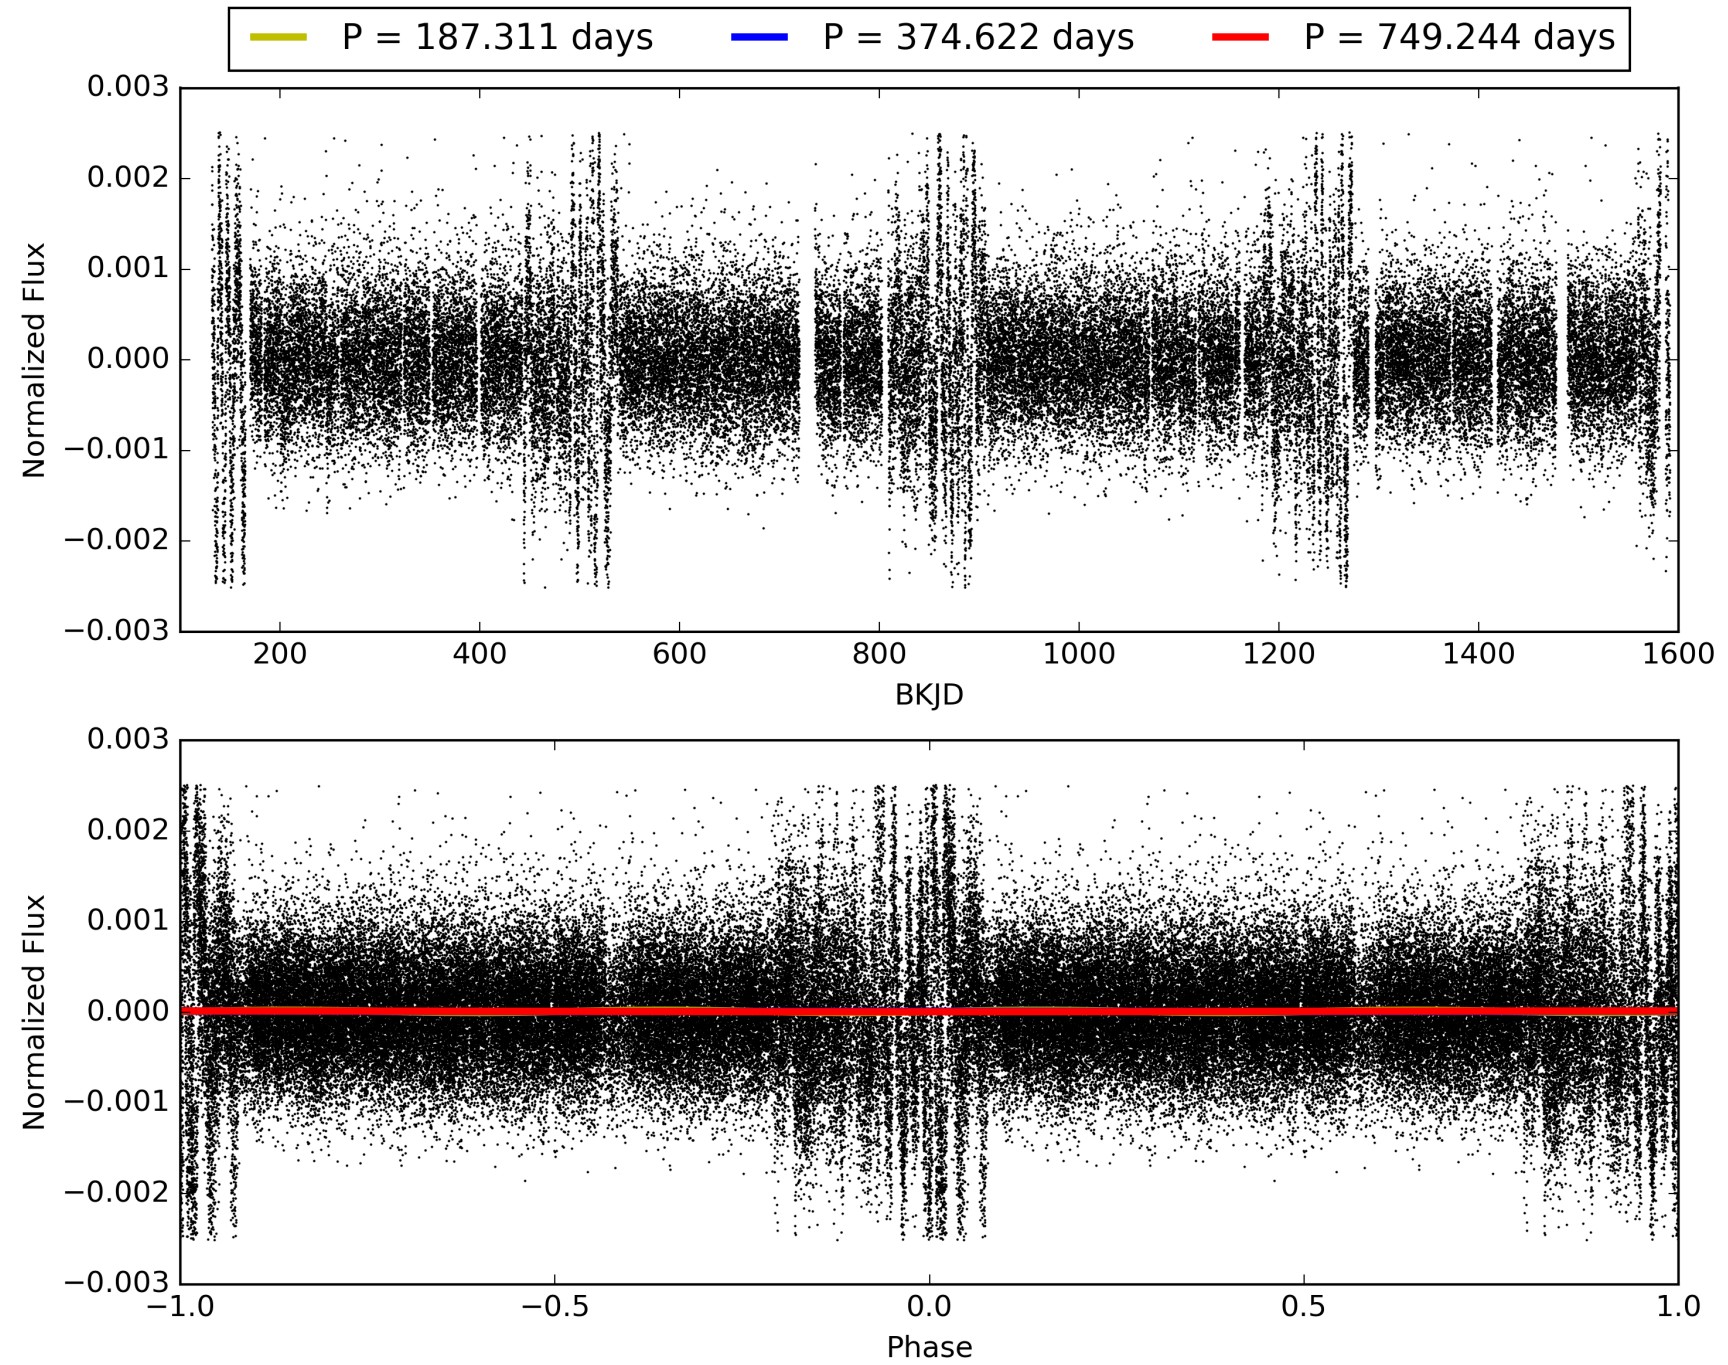 P = 187.311 days P = 374.622 days P = 749.244 days
0.003
0.002
0.001
0.000
−0.001
−0.002
−0.003
Normalized Flux
200 400 600 800 1000 1200 1400 1600
BKJD
0.003
0.002
0.001
0.000
−0.001
−0.002
−0.003
Normalized Flux
−1.0 −0.5 0.0 0.5 1.0
Phase